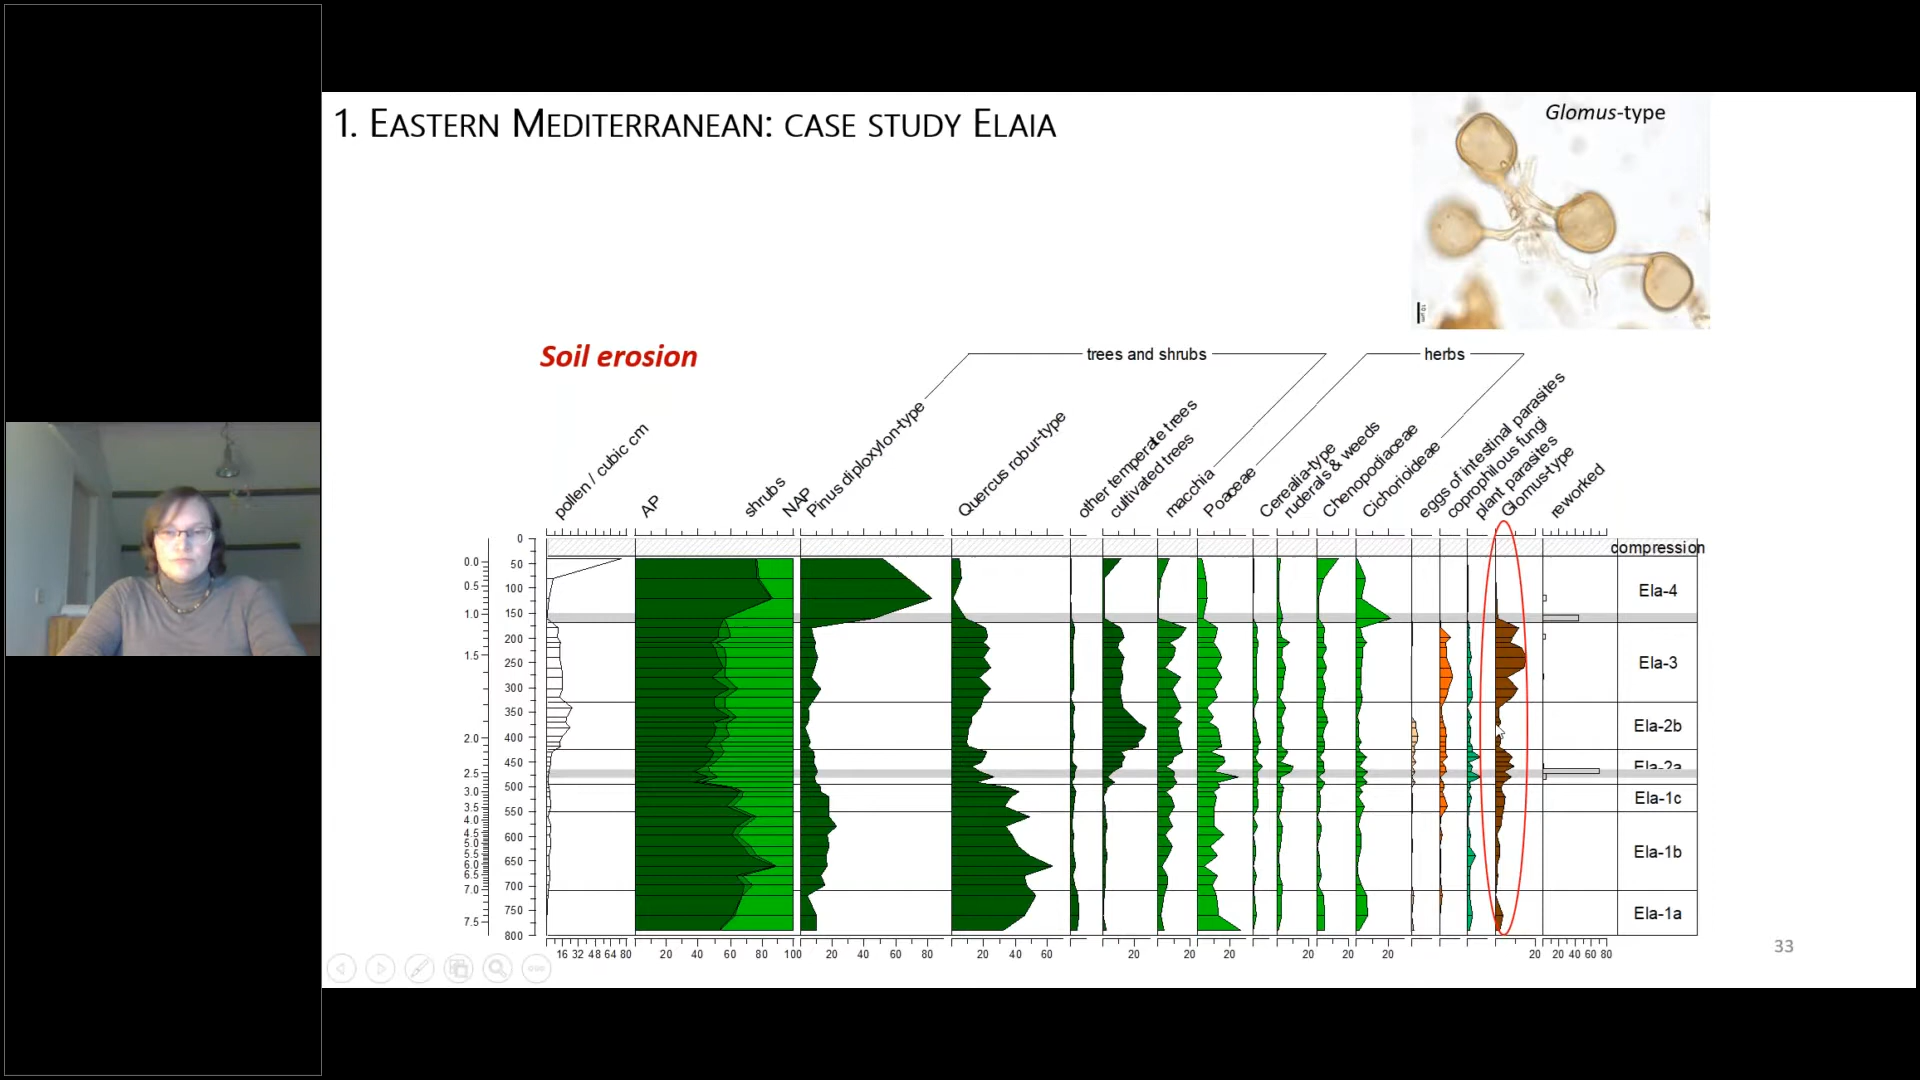 1. EASTERN MEDITERRANEAN: CASE STUDY ELAIA
Glomus-type
Soil erosion
trees and shrubs
herbs
pollen / cubic cm
AP
shrubs
NAP
Pinus diploxylon-type
Quercus robur-type
other temperate trees
cultivated trees
macchia
Poaceae
Cerealia-type
ruderals & weeds
Chenopodiaceae
Cichorioideae
eggs of intestinal parasites
coprophilous fungi
plant parasites
Glomus-type
reworked
compression
Ela-4
Ela-3
Ela-2b
Ela-2a
Ela-1c
Ela-1b
Ela-1a
0.0
0.5
1.0
1.5
2.0
2.5
3.0
3.5
4.0
4.5
5.0
5.5
6.0
6.5
7.0
7.5
0
50
100
150
200
250
300
350
400
450
500
550
600
650
700
750
800
16 32 48 64 80
20 40 60 80 100
20 40 60 80
20 40 60
20
20
20
20
20
20
20 20 40 60 80
33